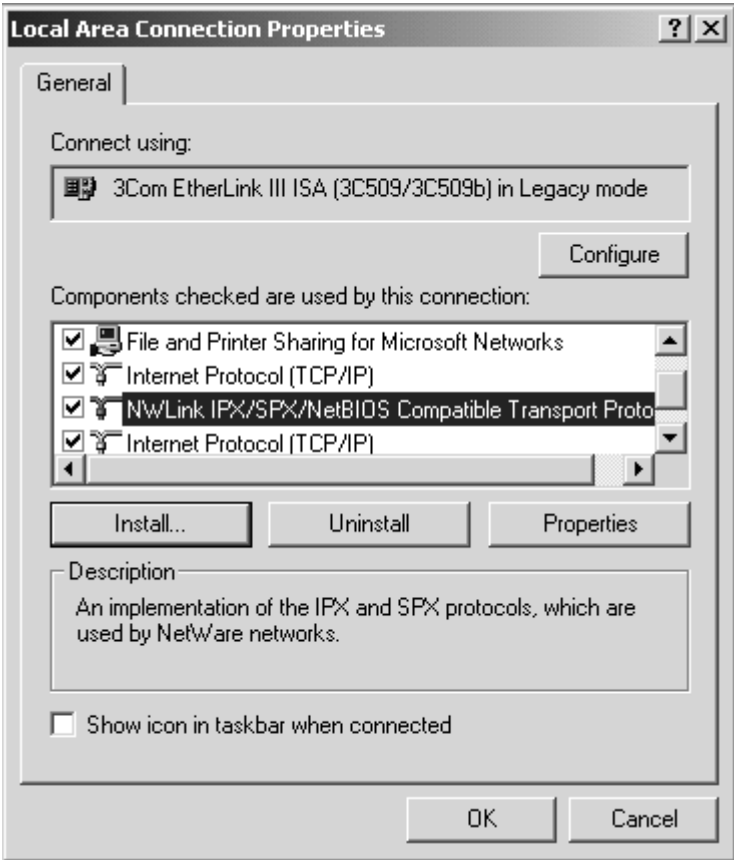 Local Area Connection Properties
General
Connect using:
3Com EtherLink III ISA (3C509/3C509b) in Legacy mode
Configure
Components checked are used by this connection:
File and Printer Sharing for Microsoft Networks
Internet Protocol (TCP/IP)
NWLink IPX/SPX/NetBIOS Compatible Transport Proto
Internet Protocol (TCP/IP)
Install... Uninstall Properties
Description
An implementation of the IPX and SPX protocols, which are
used by NetWare networks.
Show icon in taskbar when connected
OK Cancel